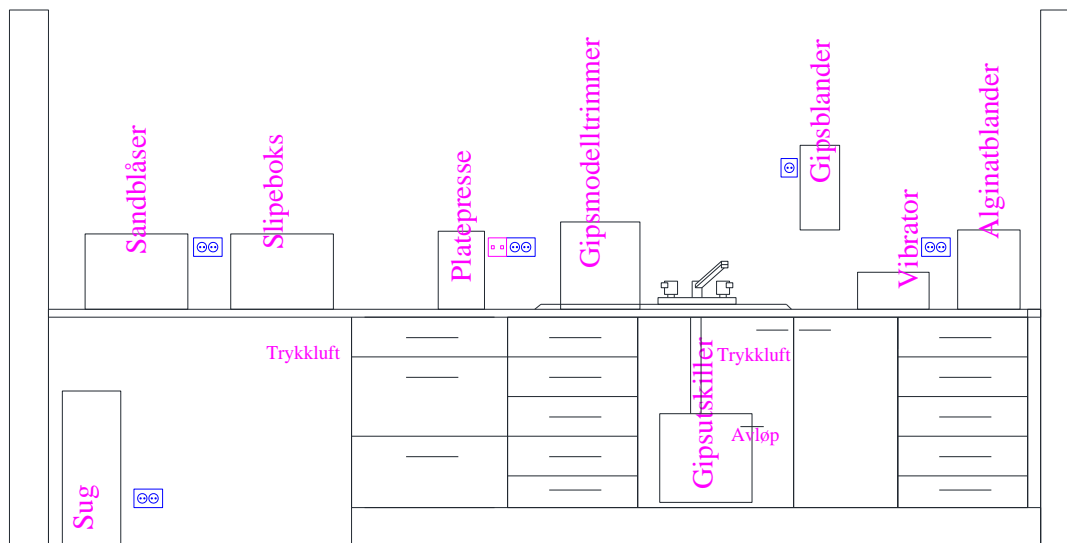 Sandblåser
Slipeboks
Platepresse
Gipsmodelltrimmer
Gipsblander
Vibrator
Alginatblander
Trykkluft
Trykkluft
Gipsutskiller
Avløp
Sug